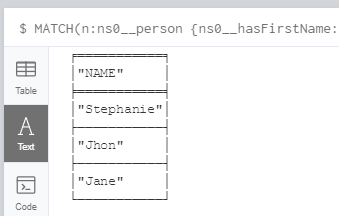 $ MATCH(n:ns0__person {ns0__hasFirstName:
Table
Text
Code
"NAME"
"Stephanie"
"Jhon"
"Jane"